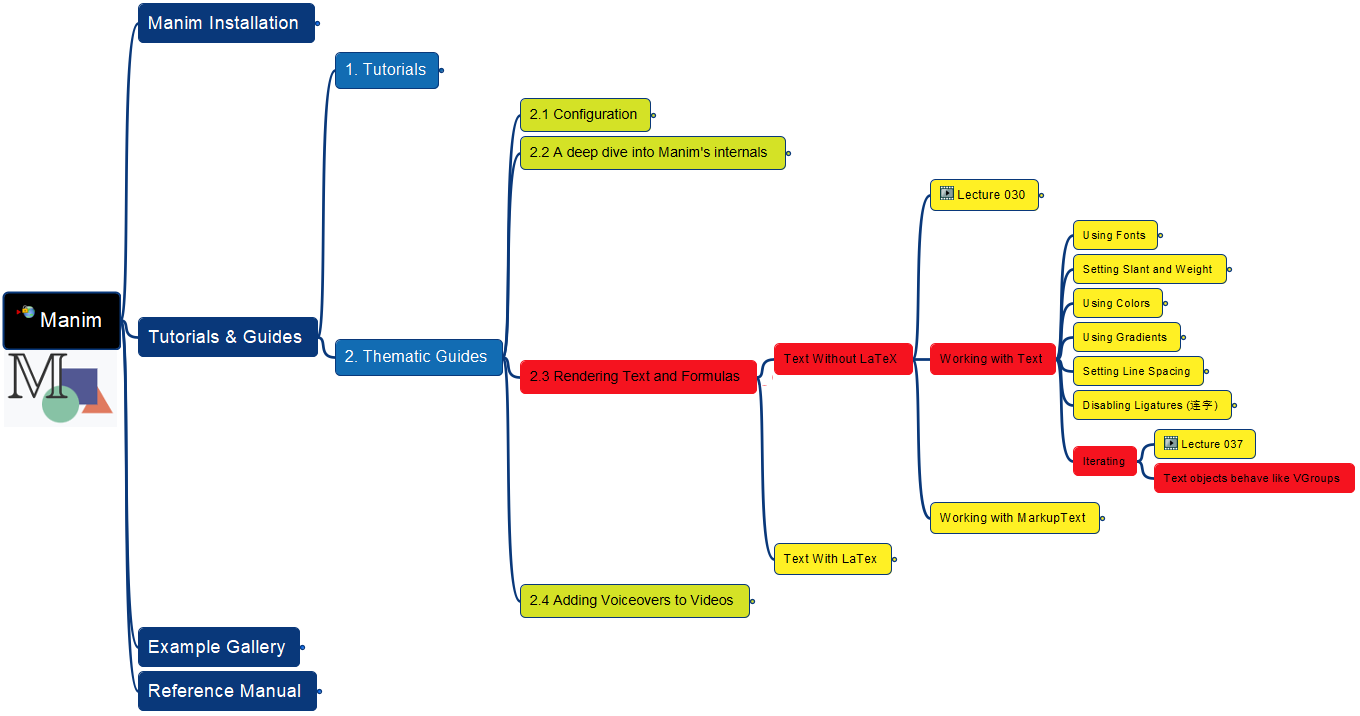 Manim Installation
1. Tutorials
2.1 Configuration
2.2 A deep dive into Manim's internals
Lecture 030
Using Fonts
Setting Slant and Weight
Using Colors
Manim
Tutorials & Guides
2. Thematic Guides
2.3 Rendering Text and Formulas
Text Without LaTeX
Working with Text
Using Gradients
Setting Line Spacing
Disabling Ligatures (连字)
Iterating
Lecture 037
Text objects behave like VGroups
M
Working with MarkupText
Text With LaTex
2.4 Adding Voiceovers to Videos
Example Gallery
Reference Manual